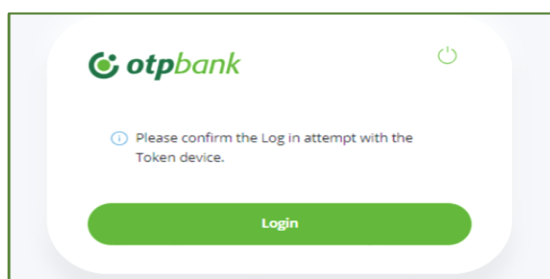 otpbank
Please confirm the Log in attempt with the
Token device.
Login